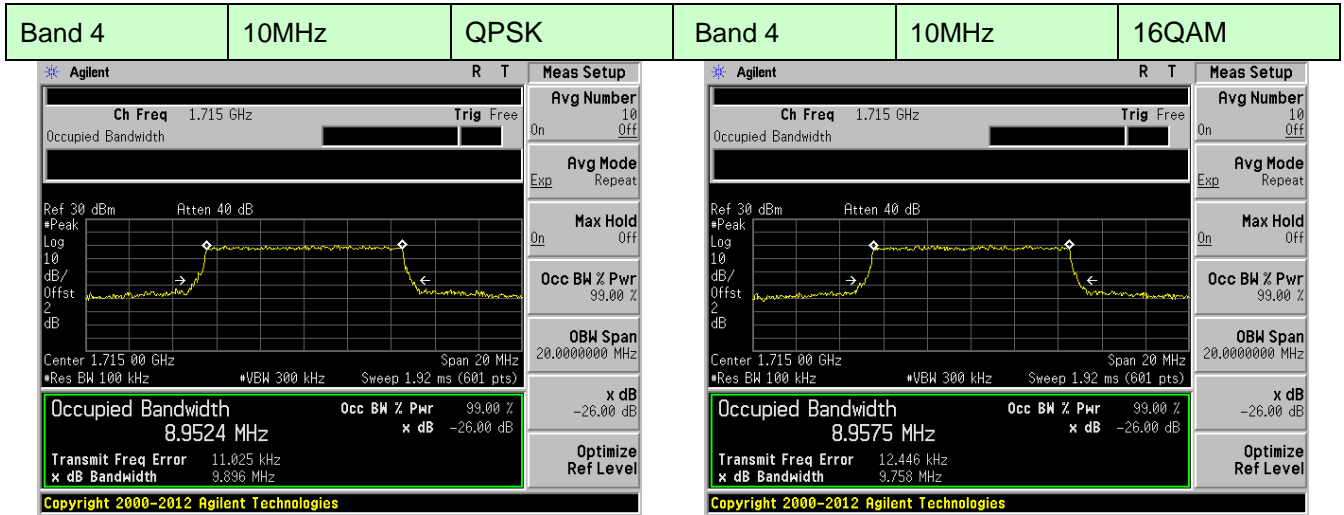 Band 4 10MHz QPSK Band 4 10MHz 16QAM
Agilent R T Meas Setup
Ch Freq 1.715 GHz Trig Free
Occupied Bandwidth
Avg Number
10
On Off
Avg Mode
Exp Repeat
Ref 30 dBm Atten 40 dB
#Peak
Log
10
dB/
Offst
2
dB
Max Hold
On Off
Occ BW % Pwr
99.00 %
OBW Span
20.0000000 MHz
Center 1.715 00 GHz Span 20 MHz
#Res BW 100 kHz #VBW 300 kHz Sweep 1.92 ms (601 pts)
x dB
-26.00 dB
Occupied Bandwidth Occ BW % Pwr 99.00 %
8.9524 MHz x dB -26.00 dB
Transmit Freq Error 11.025 kHz
x dB Bandwidth 9.896 MHz
Optimize
Ref Level
Copyright 2000-2012 Agilent Technologies
Agilent R T Meas Setup
Ch Freq 1.715 GHz Trig Free
Occupied Bandwidth
Avg Number
10
On Off
Avg Mode
Exp Repeat
Ref 30 dBm Atten 40 dB
#Peak
Log
10
dB/
Offst
2
dB
Max Hold
On Off
Occ BW % Pwr
99.00 %
OBW Span
20.0000000 MHz
Center 1.715 00 GHz Span 20 MHz
#Res BW 100 kHz #VBW 300 kHz Sweep 1.92 ms (601 pts)
x dB
-26.00 dB
Occupied Bandwidth Occ BW % Pwr 99.00 %
8.9575 MHz x dB -26.00 dB
Transmit Freq Error 12.446 kHz
x dB Bandwidth 9.758 MHz
Optimize
Ref Level
Copyright 2000-2012 Agilent Technologies